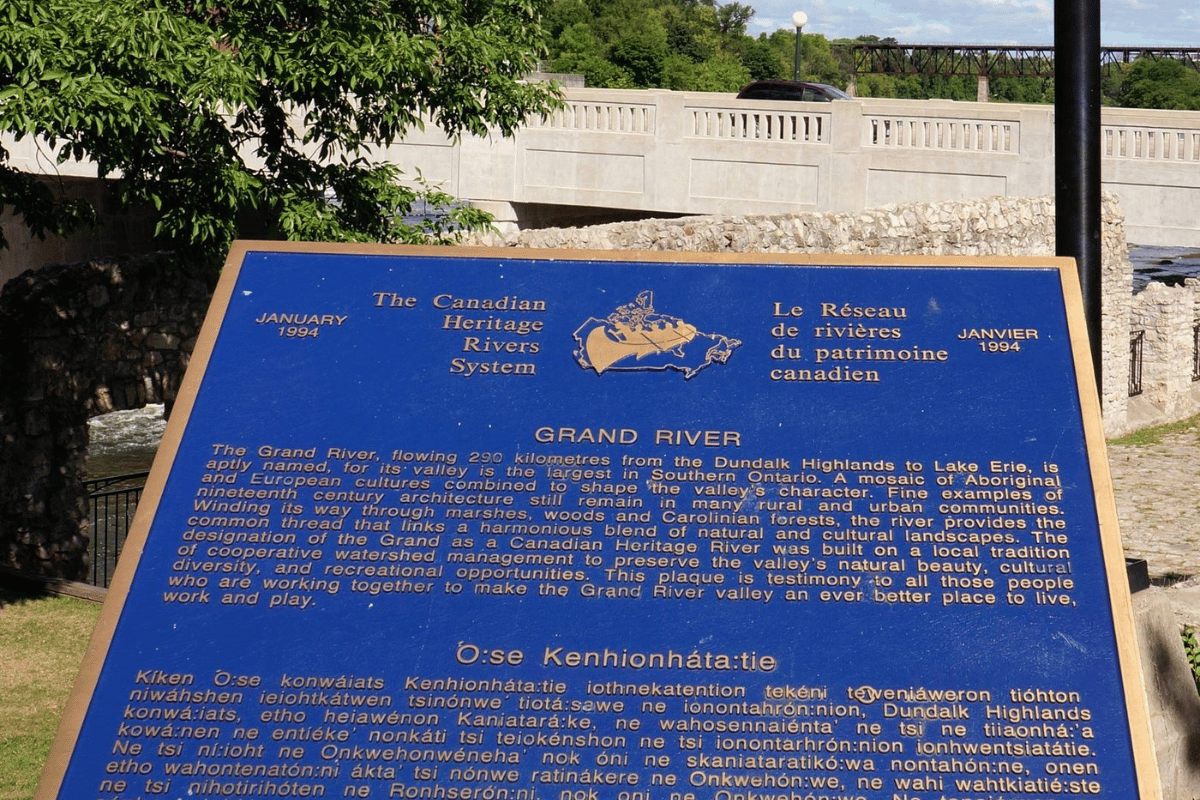 JANUARY
1994
The Canadian
Heritage
Rivers
System
Le Réseau
de rivières
du patrimoine
canadien
JANVIER
1994
GRAND RIVER
The Grand River, flowing 290 kilometres from the Dundalk Highlands to Lake Erie, is
aptly named, for its valley is the largest in Southern Ontario. A mosaic of Aboriginal
and European cultures combined to shape the valley's character. Fine examples of
nineteenth century architecture still remain in many rural and urban communities.
Winding its way through marshes, woods and Carolinian forests, the river provides the
common thread that links a harmonious blend of natural and cultural landscapes. The
designation of the Grand as a Canadian Heritage River was built on a local tradition
of cooperative watershed management to preserve the valley's natural beauty, cultural
diversity, and recreational opportunities. This plaque is testimony to all those people
who are working together to make the Grand River valley an ever better place to live,
work and play.
Ó:se Kenhionháta:tie
Kíken Ó:se konwáiats Kenhionháta:tie iothnekatention tekéni teweniáweron tióhton
niwáhshen ieiohtkátwen tsinónwe tiotá:sawe ne ionontahrón:nion, Dundalk Highlands
konwá:iats, etho heiawénon Kaniatará:ke, ne wahosennaiénta' ne tsi ne tiiaonhá:'a
kowá:nen ne entíeke' nonkáti tsi teiokénshon ne tsi ionontarhrón:nion ionhwentsiatátie.
Ne tsi ní:ioht ne Onkwehonwéneha' nok óni ne skaniataratikó:wa nontahón:ne, onen
etho wahontenatón:ni ákta' tsi nónwe ratinákere ne Onkwehón:we, ne wahi wahtkiatié:ste
ne tsi nihotirihóten ne Ronhserón:ni, nok oni ne Onkwehón:we. Ne